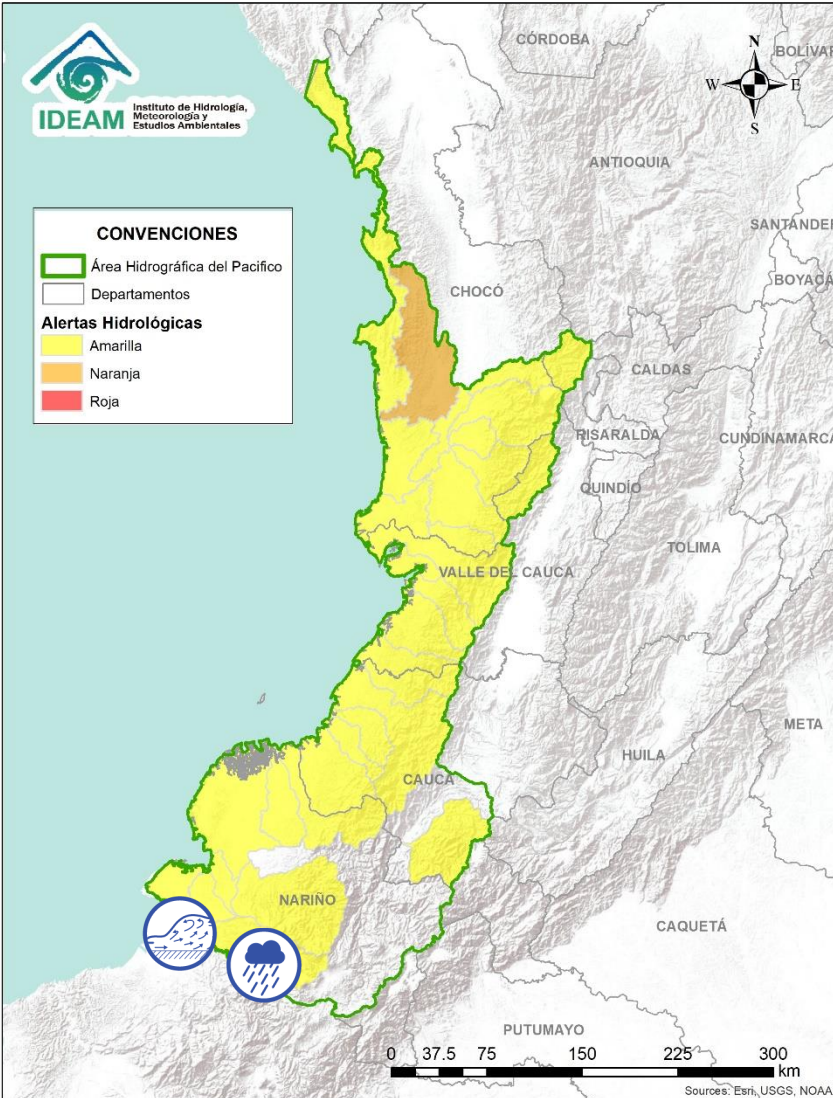 IDEAM
Instituto de Hidrología,
Meteorología y
Estudios Ambientales
N
W
E
S
CÓRDOBA
BOLÍVAR
ANTIOQUIA
SANTANDER
BOYACÁ
CONVENCIONES
Área Hidrográfica del Pacifico
Departamentos
Alertas Hidrológicas
Amarilla
Naranja
Roja
CHOCÓ
CALDAS
RISARALDA
CUNDINAMARCA
QUINDÍO
TOLIMA
VALLE DEL CAUCA
META
HUILA
CAUCA
NARIÑO
CAQUETÁ
PUTUMAYO
0 37.5 75 150 225 300
km
Sources: Esri, USGS, NOAA